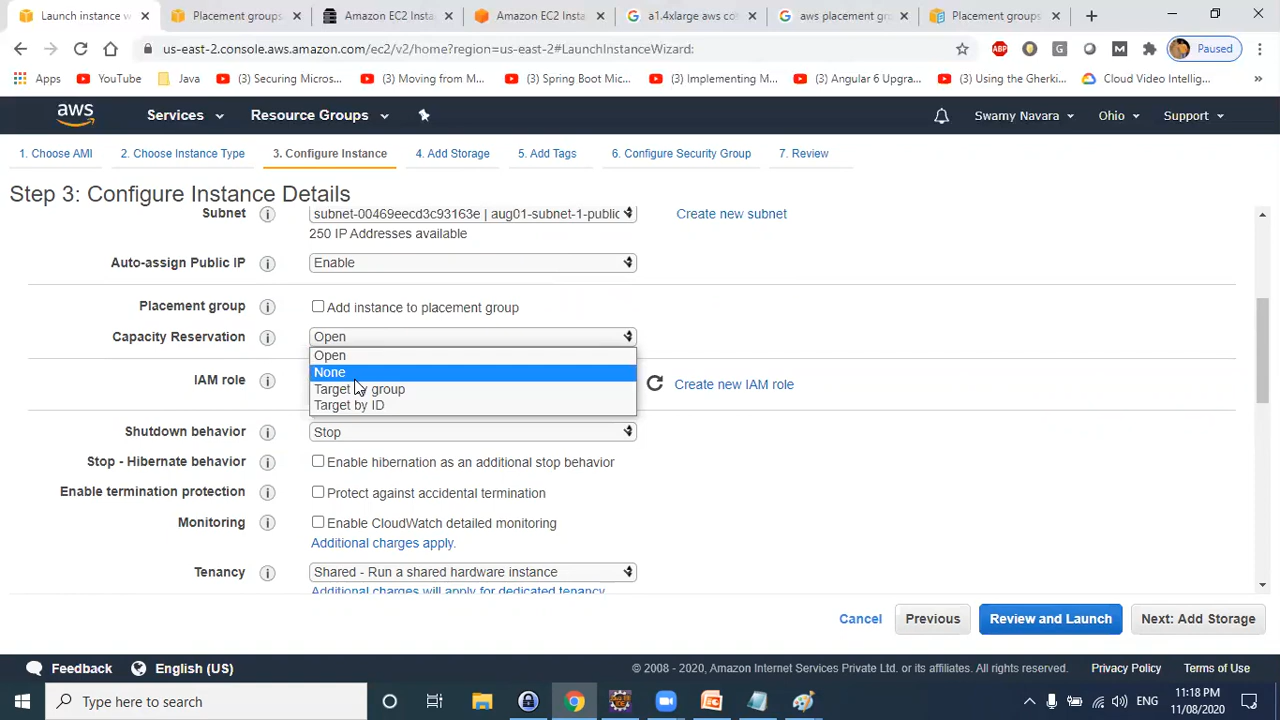 Launch instance w
Placement groups
Amazon EC2 Insta
Amazon EC2 Insta
a1.4xlarge aws co
aws placement gro
Placement groups
us-east-2.console.aws.amazon.com/ec2/v2/home?region=us-east-2#LaunchInstanceWizard:
ABP
G
M
Paused
Apps
YouTube
Java
(3) Securing Micros...
(3) Moving from M...
(3) Spring Boot Mic...
(3) Implementing M...
(3) Angular 6 Upgra...
(3) Using the Gherki...
Cloud Video Intellig...
aws
Services
Resource Groups
Swamy Navara
Ohio
Support
1. Choose AMI
2. Choose Instance Type
3. Configure Instance
4. Add Storage
5. Add Tags
6. Configure Security Group
7. Review
Step 3: Configure Instance Details
Subnet
subnet-00469eecd3c93163e | aug01-subnet-1-public
Create new subnet
250 IP Addresses available
Auto-assign Public IP
Enable
Placement group
Add instance to placement group
Capacity Reservation
Open
Open
None
Target by group
Target by ID
IAM role
Create new IAM role
Shutdown behavior
Stop
Stop - Hibernate behavior
Enable hibernation as an additional stop behavior
Enable termination protection
Protect against accidental termination
Monitoring
Enable CloudWatch detailed monitoring
Additional charges apply.
Tenancy
Shared - Run a shared hardware instance
Additional charges will apply for dedicated tenancy.
Cancel
Previous
Review and Launch
Next: Add Storage
Feedback
English (US)
© 2008 - 2020, Amazon Internet Services Private Ltd. or its affiliates. All rights reserved.
Privacy Policy
Terms of Use
Type here to search
ENG
11:18 PM
11/08/2020